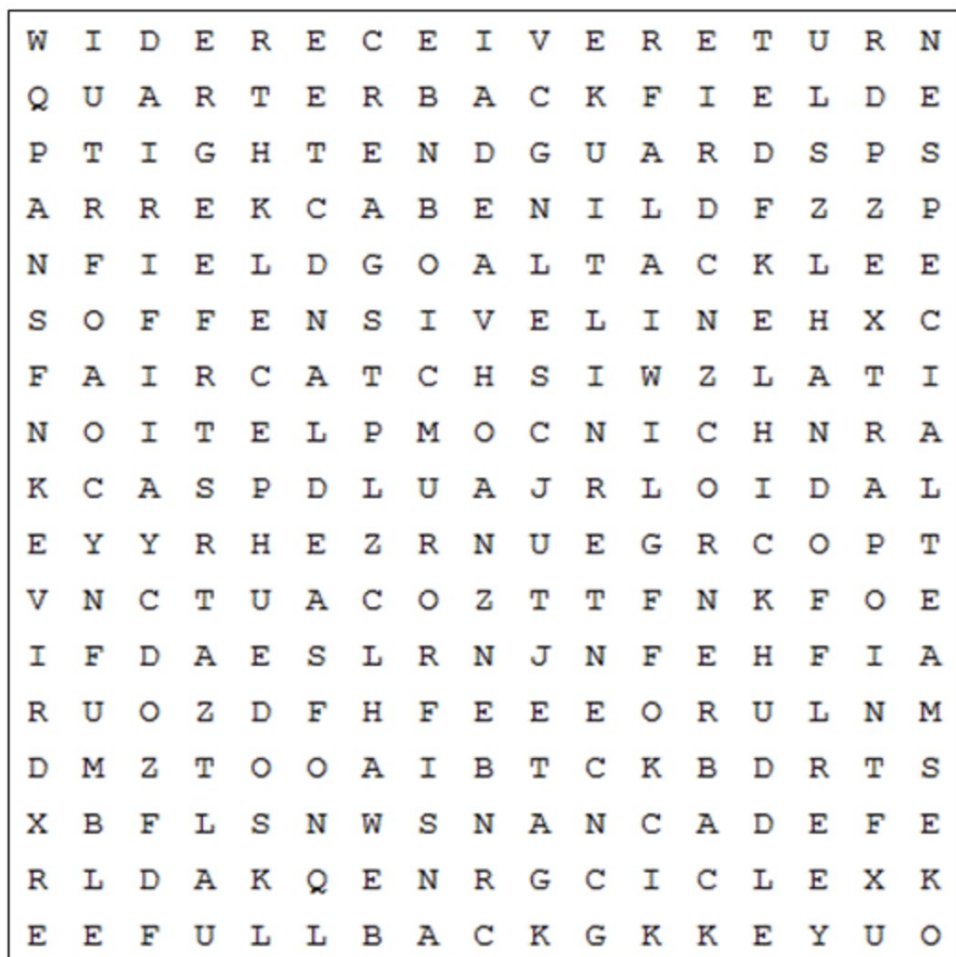 W I D E R E C E I V E R E T U R N
Q U A R T E R B A C K F I E L D E
P T I G H T E N D G U A R D S P S
A R R E K C A B E N I L D F Z Z P
N F I E L D G O A L T A C K L E E
S O F F E N S I V E L I N E H X C
F A I R C A T C H S I W Z L A T I
N O I T E L P M O C N I C H N R A
K C A S P D L U A J R L O I D A L
E Y Y R H E Z R N U E G R C O P T
V N C T U A C O Z T T F N K F O E
I F D A E S L R N J N F E H F I A
R U O Z D F H F E E E O R U L N M
D M Z T O O A I B T C K B D R T S
X B F L S N W S N A N C A D E F E
R L D A K Q E N R G C I C L E X K
E E F U L L B A C K G K K E Y U O